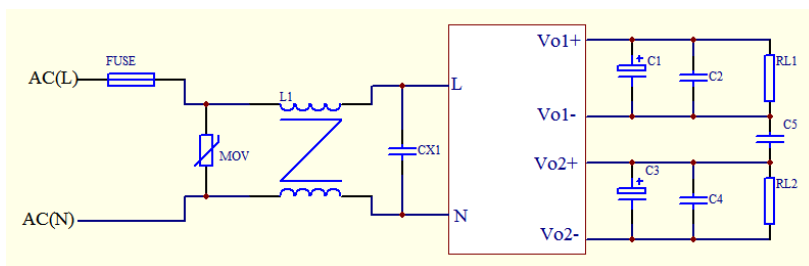 FUSE
AC(L)
L1
MOV
CX1
AC(N)
L
N
Vo1+
Vo1-
Vo2+
Vo2-
C1
C2
RL1
C5
C3
C4
RL2